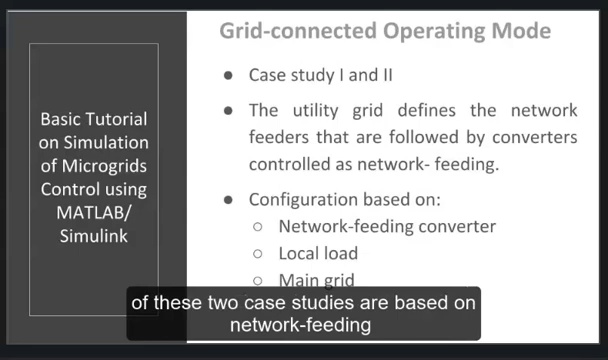 Grid-connected Operating Mode
Basic Tutorial
on Simulation
of Microgrids
Control using
MATLAB/
Simulink
● Case study I and II
● The utility grid defines the network
feeders that are followed by converters
controlled as network- feeding.
● Configuration based on:
○ Network-feeding converter
○ Local load
○ Main grid
of these two case studies are based on
network-feeding